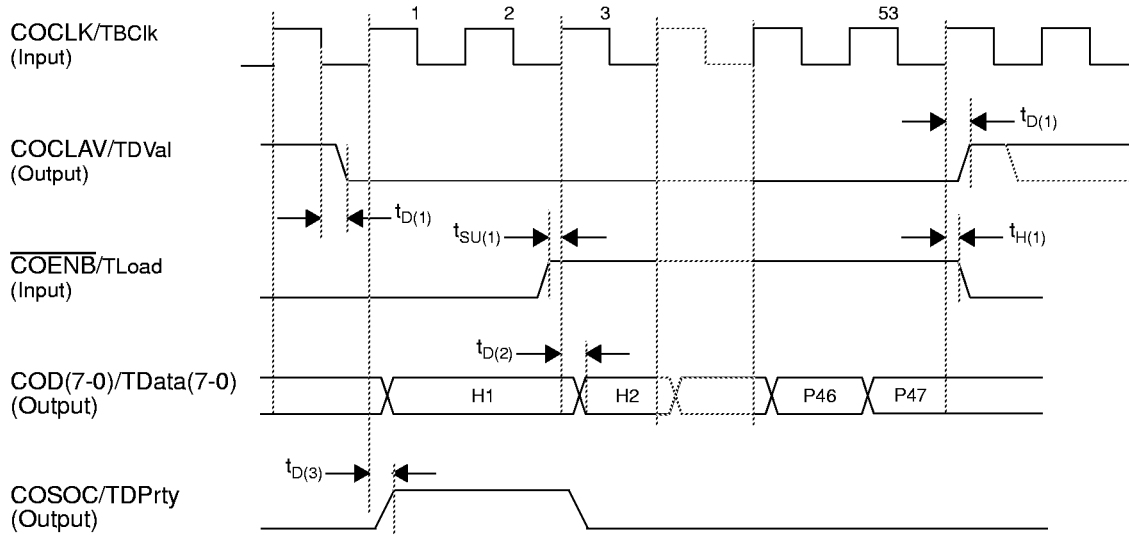 1 2 3 53
COCLK/TBClk
(Input)
tD(1)
COCLAV/TDVal
(Output)
tD(1)
tSU(1)
tH(1)
COENB/TLoad
(Input)
tD(2)
COD(7-0)/TData(7-0)
(Output)
H1 H2 P46 P47
tD(3)
COSOC/TDPrty
(Output)